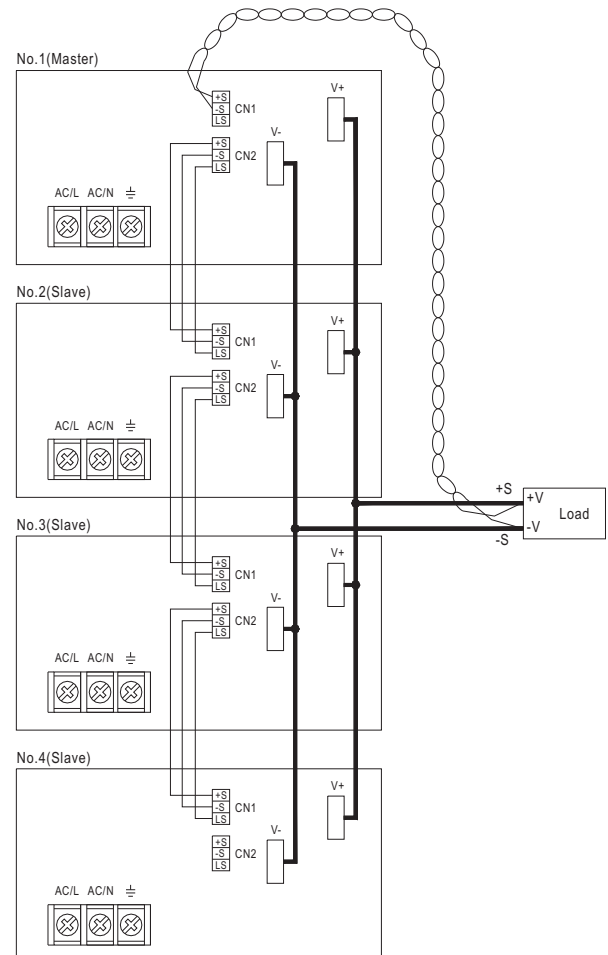 No.1(Master)
+S
-S
LS
CN1
V+
+S
-S
LS
CN2
V-
AC/L AC/N
No.2(Slave)
+S
-S
LS
CN1
V+
+S
-S
LS
CN2
V-
AC/L AC/N
+S
+V
Load
-V
-S
No.3(Slave)
+S
-S
LS
CN1
V+
+S
-S
LS
CN2
V-
AC/L AC/N
No.4(Slave)
+S
-S
LS
CN1
V+
+S
-S
LS
CN2
V-
AC/L AC/N